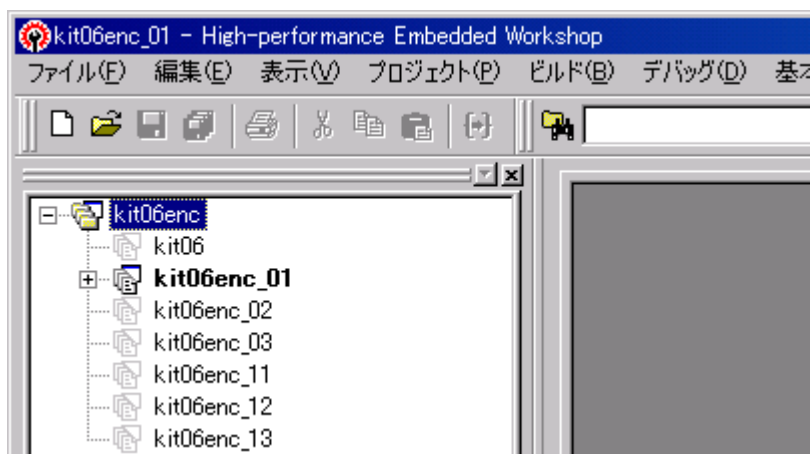 kit06enc_01 - High-performance Embedded Workshop
ファイル(F) 編集(E) 表示(V) プロジェクト(P) ビルド(B) デバッグ(D) 基本
kit06enc
kit06
kit06enc_01
kit06enc_02
kit06enc_03
kit06enc_11
kit06enc_12
kit06enc_13